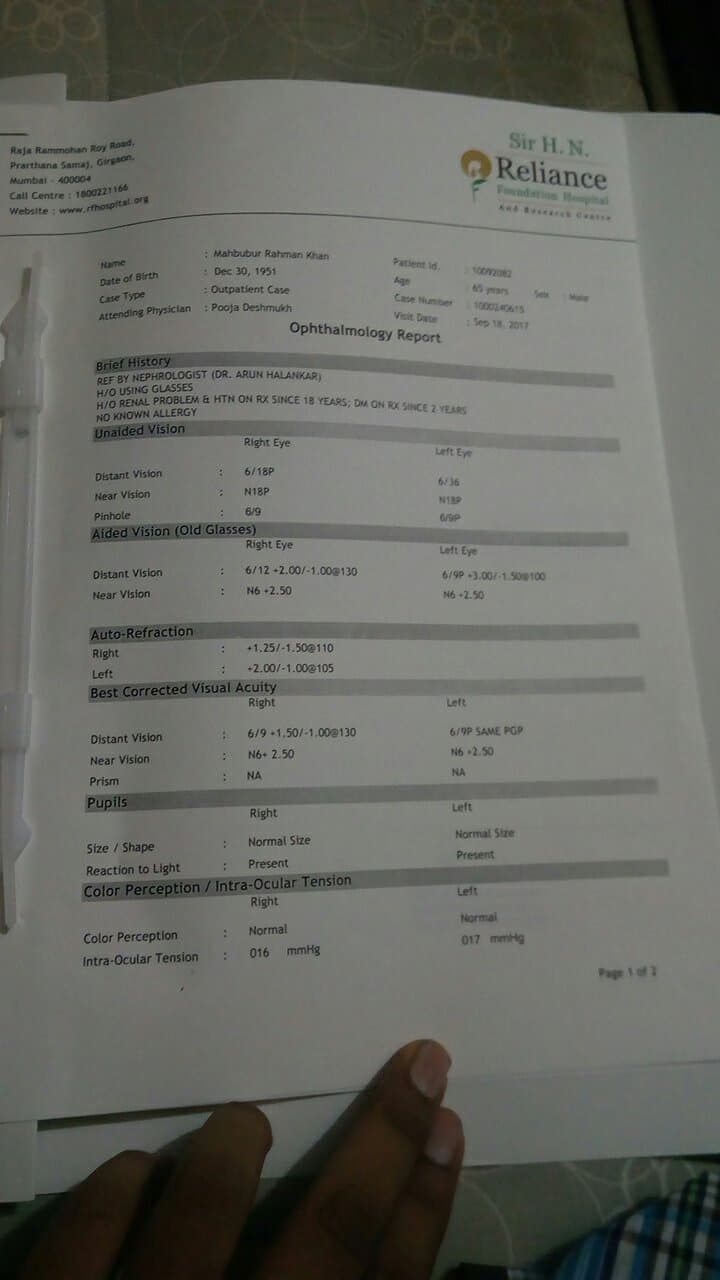 Raja Rammohan Roy Road,
Prarthana Samaj, Girgaon,
Mumbai - 400004
Call Centre : 1800221166
Website : www.rfhospital.org
Sir H. N.
Reliance
Foundation Hospital
And Research Centre
Name : Mahbubur Rahman Khan Patient Id. : 10092082
Date of Birth : Dec 30, 1951 Age : 65 years Sex : Male
Case Type : Outpatient Case Case Number : 1000240615
Attending Physician : Pooja Deshmukh Visit Date : Sep 18, 2017
Ophthalmology Report
Brief History
REF BY NEPHROLOGIST (DR. ARUN HALANKAR)
H/O USING GLASSES
H/O RENAL PROBLEM & HTN ON RX SINCE 18 YEARS; DM ON RX SINCE 2 YEARS
NO KNOWN ALLERGY
Unaided Vision
Right Eye Left Eye
Distant Vision : 6/18P 6/36
Near Vision : N18P N18P
Pinhole : 6/9 6/9P
Aided Vision (Old Glasses)
Right Eye Left Eye
Distant Vision : 6/12 +2.00/-1.00@130 6/9P +3.00/-1.50@100
Near Vision : N6 +2.50 N6 +2.50
Auto-Refraction
Right : +1.25/-1.50@110
Left : +2.00/-1.00@105
Best Corrected Visual Acuity
Right Left
Distant Vision : 6/9 +1.50/-1.00@130 6/9P SAME PGP
Near Vision : N6+ 2.50 N6 +2.50
Prism : NA NA
Pupils
Right Left
Size / Shape : Normal Size Normal Size
Reaction to Light : Present Present
Color Perception / Intra-Ocular Tension
Right Left
Color Perception : Normal Normal
Intra-Ocular Tension : 016 mmHg 017 mmHg
Page 1 of 2